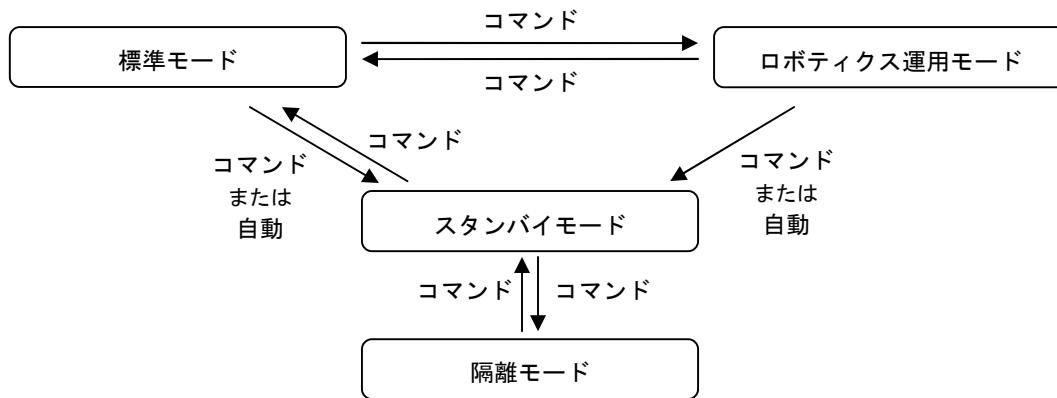 コマンド
標準モード
ロボティクス運用モード
コマンド
コマンド
コマンド
または
自動
コマンド
または
自動
スタンバイモード
コマンド
コマンド
隔離モード